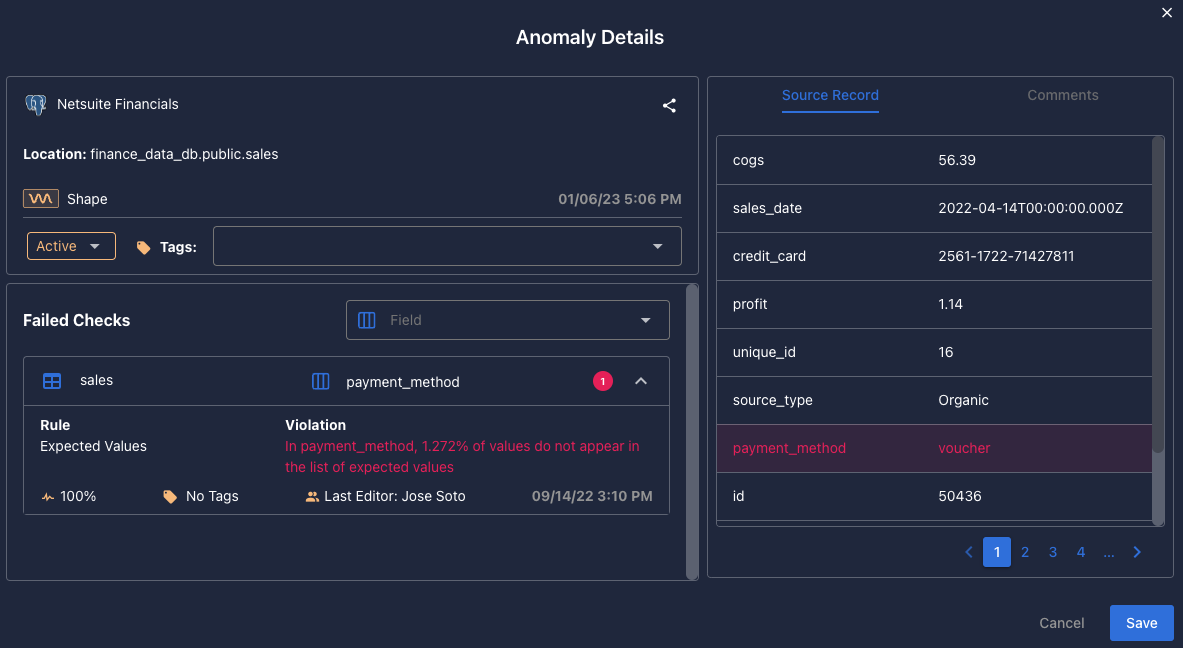 Anomaly Details
Netsuite Financials
Location: finance_data_db.public.sales
Shape
01/06/23 5:06 PM
Active
Tags:
Failed Checks
Field
sales
payment_method
1
Rule
Violation
Expected Values
In payment_method, 1.272% of values do not appear in
the list of expected values
100%
No Tags
Last Editor: Jose Soto
09/14/22 3:10 PM
Source Record
Comments
cogs 56.39
sales_date 2022-04-14T00:00:00.000Z
credit_card 2561-1722-71427811
profit 1.14
unique_id 16
source_type Organic
payment_method voucher
id 50436
1 2 3 4 ...
Cancel
Save